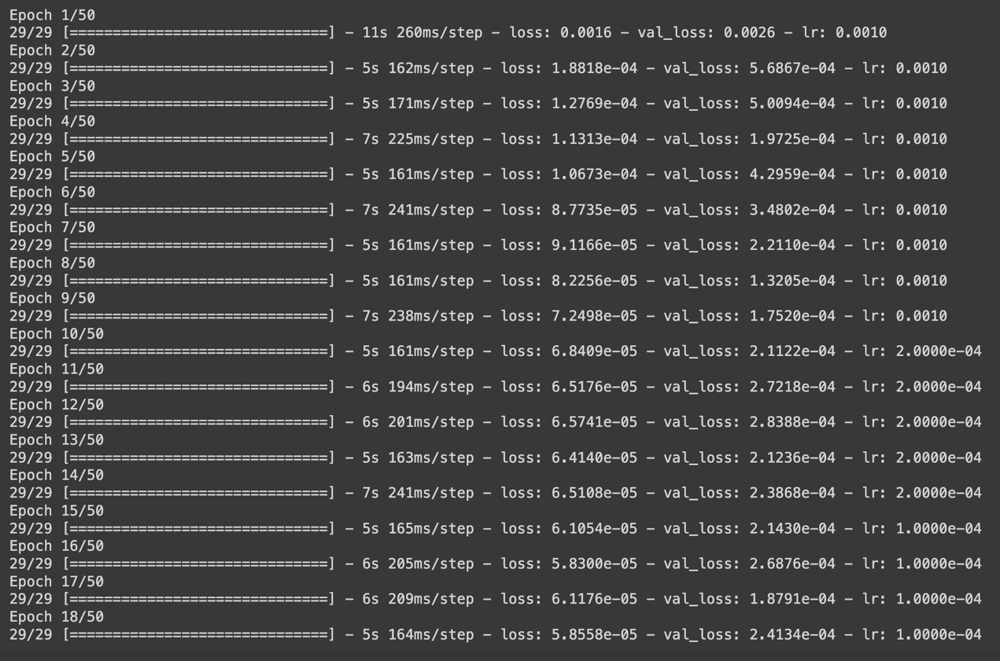 Epoch 1/50
29/29 [==============================] - 11s 260ms/step - loss: 0.0016 - val_loss: 0.0026 - lr: 0.0010
Epoch 2/50
29/29 [==============================] - 5s 162ms/step - loss: 1.8818e-04 - val_loss: 5.6867e-04 - lr: 0.0010
Epoch 3/50
29/29 [==============================] - 5s 171ms/step - loss: 1.2769e-04 - val_loss: 5.0094e-04 - lr: 0.0010
Epoch 4/50
29/29 [==============================] - 7s 225ms/step - loss: 1.1313e-04 - val_loss: 1.9725e-04 - lr: 0.0010
Epoch 5/50
29/29 [==============================] - 5s 161ms/step - loss: 1.0673e-04 - val_loss: 4.2959e-04 - lr: 0.0010
Epoch 6/50
29/29 [==============================] - 7s 241ms/step - loss: 8.7735e-05 - val_loss: 3.4802e-04 - lr: 0.0010
Epoch 7/50
29/29 [==============================] - 5s 161ms/step - loss: 9.1166e-05 - val_loss: 2.2110e-04 - lr: 0.0010
Epoch 8/50
29/29 [==============================] - 5s 161ms/step - loss: 8.2256e-05 - val_loss: 1.3205e-04 - lr: 0.0010
Epoch 9/50
29/29 [==============================] - 7s 238ms/step - loss: 7.2498e-05 - val_loss: 1.7520e-04 - lr: 0.0010
Epoch 10/50
29/29 [==============================] - 5s 161ms/step - loss: 6.8409e-05 - val_loss: 2.1122e-04 - lr: 2.0000e-04
Epoch 11/50
29/29 [==============================] - 6s 194ms/step - loss: 6.5176e-05 - val_loss: 2.7218e-04 - lr: 2.0000e-04
Epoch 12/50
29/29 [==============================] - 6s 201ms/step - loss: 6.5741e-05 - val_loss: 2.8388e-04 - lr: 2.0000e-04
Epoch 13/50
29/29 [==============================] - 5s 163ms/step - loss: 6.4140e-05 - val_loss: 2.1236e-04 - lr: 2.0000e-04
Epoch 14/50
29/29 [==============================] - 7s 241ms/step - loss: 6.5108e-05 - val_loss: 2.3868e-04 - lr: 2.0000e-04
Epoch 15/50
29/29 [==============================] - 5s 165ms/step - loss: 6.1054e-05 - val_loss: 2.1430e-04 - lr: 1.0000e-04
Epoch 16/50
29/29 [==============================] - 6s 205ms/step - loss: 5.8300e-05 - val_loss: 2.6876e-04 - lr: 1.0000e-04
Epoch 17/50
29/29 [==============================] - 6s 209ms/step - loss: 6.1176e-05 - val_loss: 1.8791e-04 - lr: 1.0000e-04
Epoch 18/50
29/29 [==============================] - 5s 164ms/step - loss: 5.8558e-05 - val_loss: 2.4134e-04 - lr: 1.0000e-04